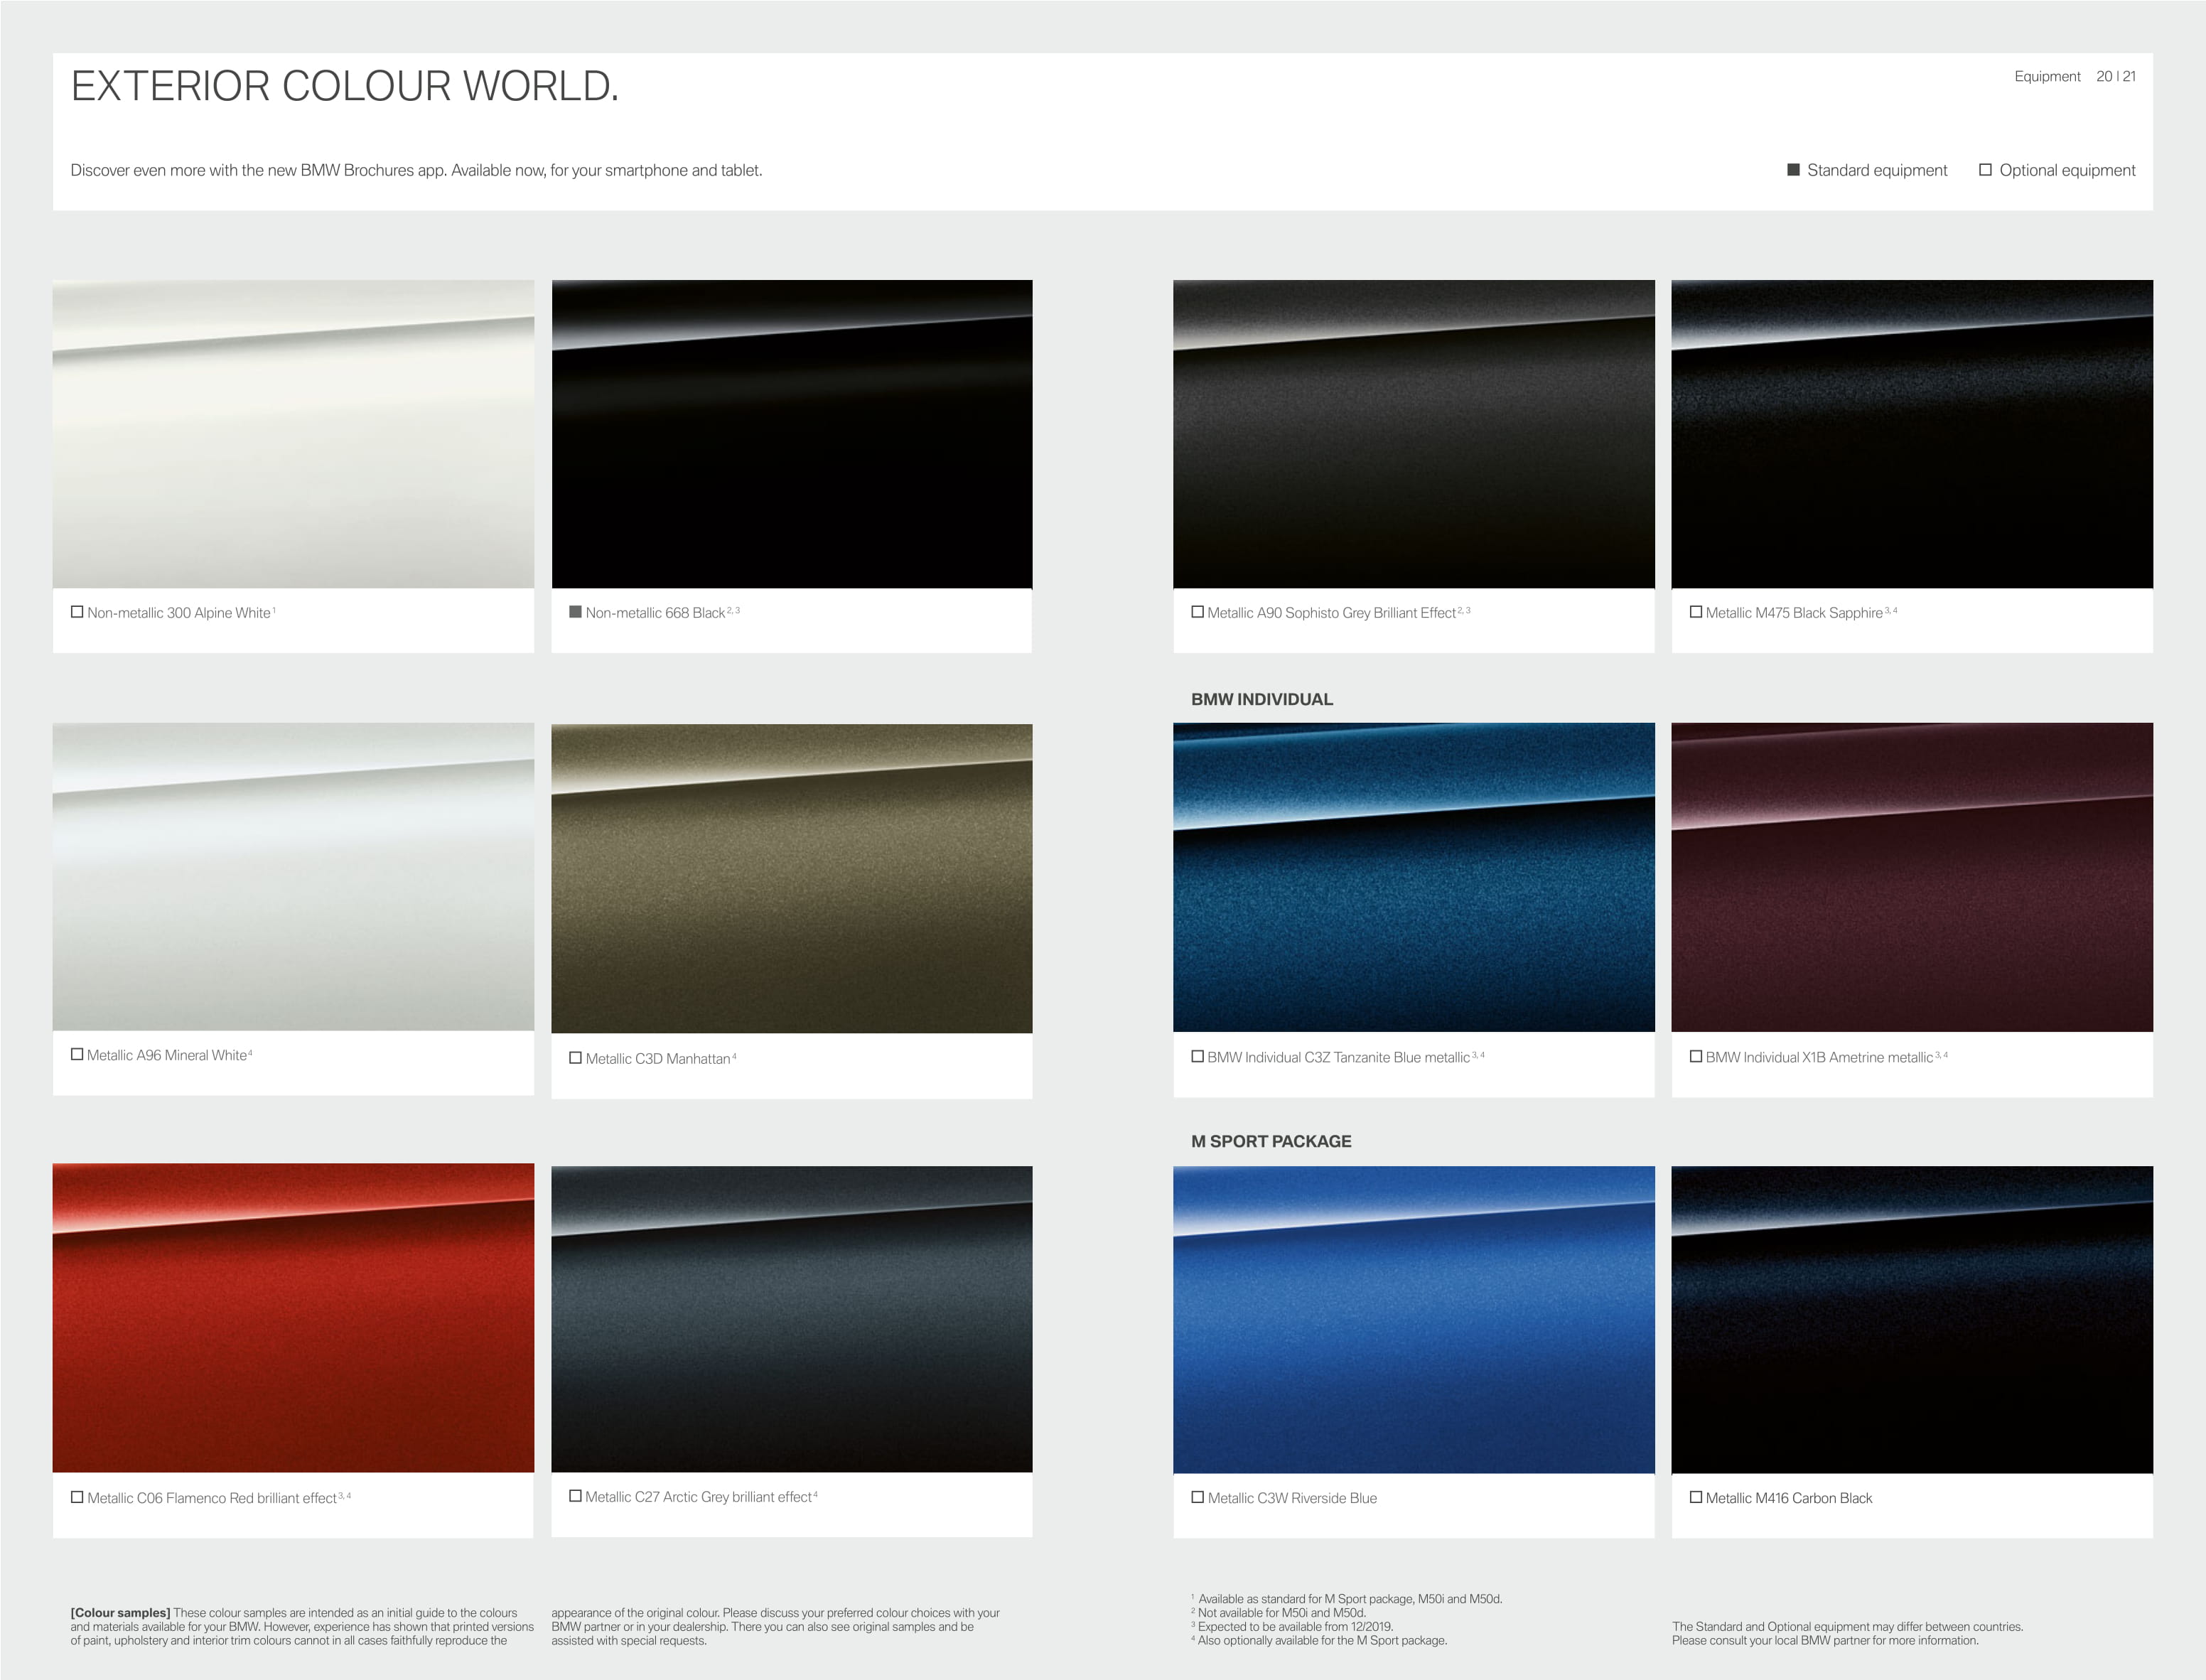 EXTERIOR COLOUR WORLD.
Equipment 20 | 21
Discover even more with the new BMW Brochures app. Available now, for your smartphone and tablet.
■ Standard equipment □ Optional equipment
□ Non-metallic 300 Alpine White 1
■ Non-metallic 668 Black 2, 3
□ Metallic A90 Sophisto Grey Brilliant Effect 2, 3
□ Metallic M475 Black Sapphire 3, 4
BMW INDIVIDUAL
□ Metallic A96 Mineral White 4
□ Metallic C3D Manhattan 4
□ BMW Individual C3Z Tanzanite Blue metallic 3, 4
□ BMW Individual X1B Ametrine metallic 3, 4
M SPORT PACKAGE
□ Metallic C06 Flamenco Red brilliant effect 3, 4
□ Metallic C27 Arctic Grey brilliant effect 4
□ Metallic C3W Riverside Blue
□ Metallic M416 Carbon Black
[Colour samples] These colour samples are intended as an initial guide to the colours
and materials available for your BMW. However, experience has shown that printed versions
of paint, upholstery and interior trim colours cannot in all cases faithfully reproduce the
appearance of the original colour. Please discuss your preferred colour choices with your
BMW partner or in your dealership. There you can also see original samples and be
assisted with special requests.
1 Available as standard for M Sport package, M50i and M50d.
2 Not available for M50i and M50d.
3 Expected to be available from 12/2019.
4 Also optionally available for the M Sport package.
The Standard and Optional equipment may differ between countries.
Please consult your local BMW partner for more information.